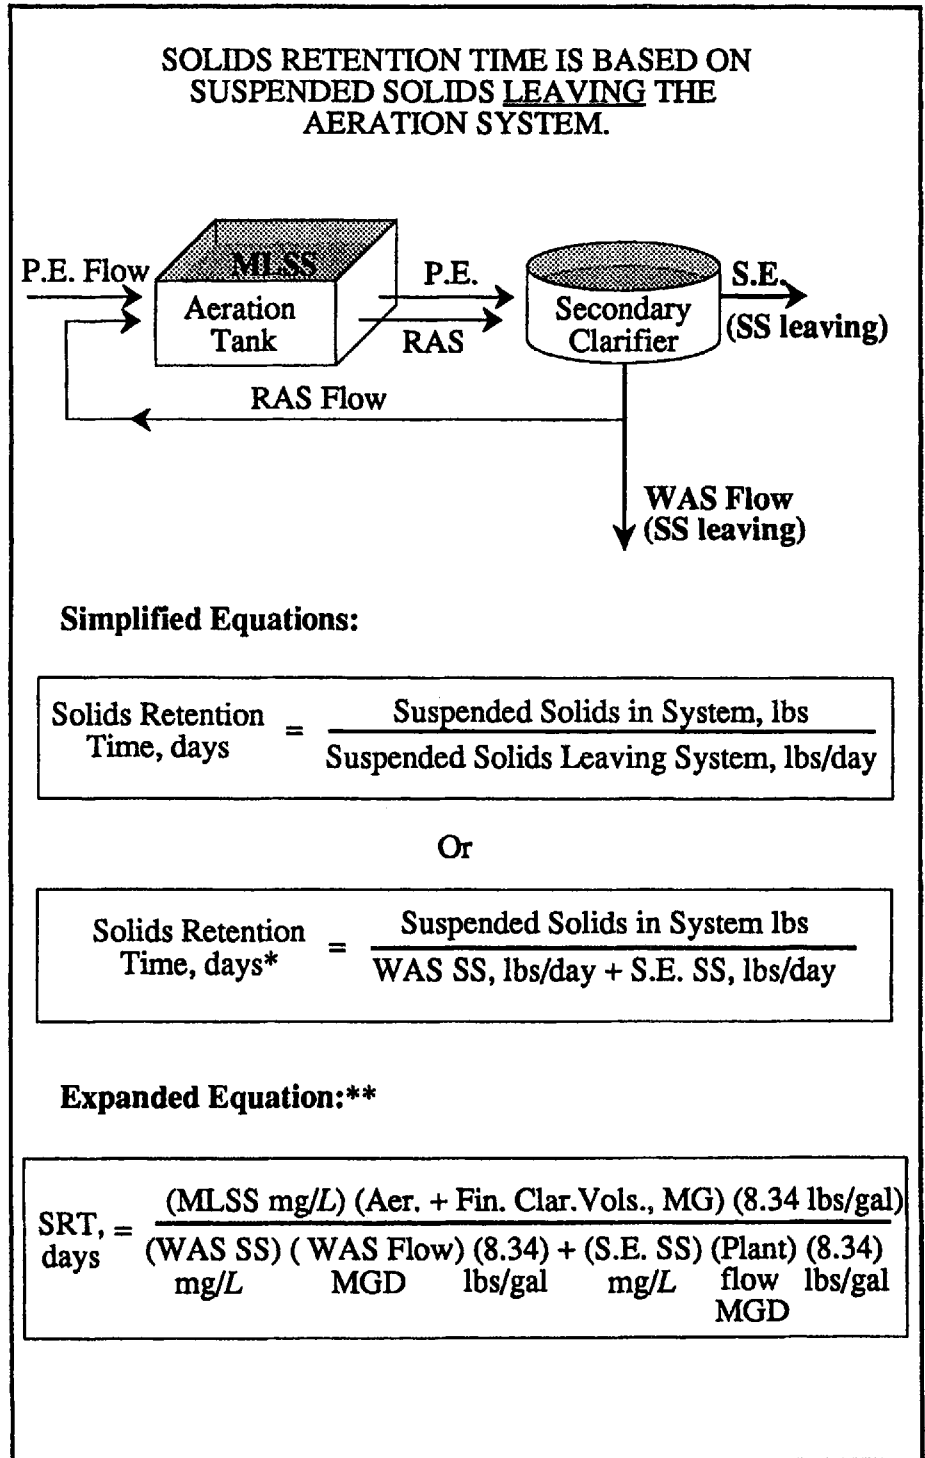 SOLIDS RETENTION TIME IS BASED ON
SUSPENDED SOLIDS LEAVING THE
AERATION SYSTEM.
P.E. Flow
MLSS
Aeration
Tank
P.E.
RAS
Secondary
Clarifier
S.E.
(SS leaving)
RAS Flow
WAS Flow
(SS leaving)
Simplified Equations:
Solids Retention
Time, days
=
Suspended Solids in System, lbs
Suspended Solids Leaving System, lbs/day
Or
Solids Retention
Time, days*
=
Suspended Solids in System lbs
WAS SS, lbs/day + S.E. SS, lbs/day
Expanded Equation:**
SRT, =
days
(MLSS mg/L) (Aer. + Fin. Clar.Vols., MG) (8.34 lbs/gal)
(WAS SS) ( WAS Flow) (8.34) + (S.E. SS) (Plant) (8.34)
mg/L MGD lbs/gal mg/L flow lbs/gal
MGD